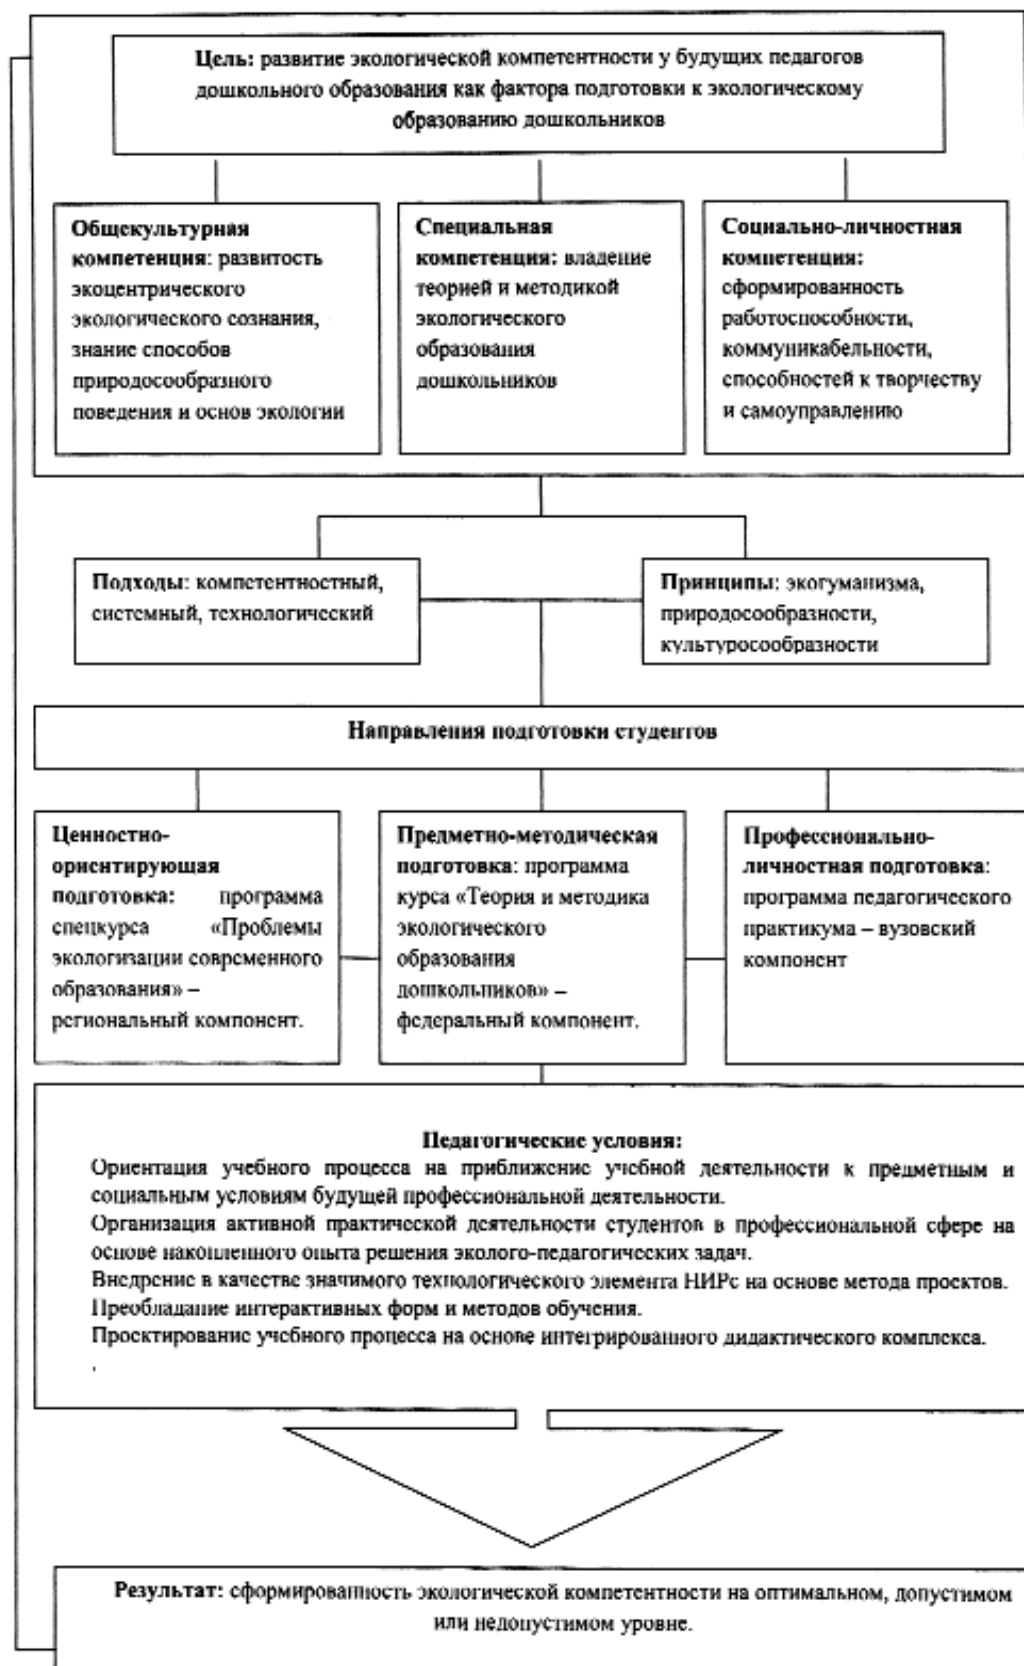 Цель: развитие экологической компетентности у будущих педагогов
дошкольного образования как фактора подготовки к экологическому
образованию дошкольников
Общекультурная
компетенция: развитость
экоцентрического
экологического сознания,
знание способов
природосообразного
поведения и основ экологии
Специальная
компетенция: владение
теорией и методикой
экологического
образования
дошкольников
Социально-личностная
компетенция:
сформированность
работоспособности,
коммуникабельности,
способностей к творчеству
и самоуправлению
Подходы: компетентностный,
системный, технологический
Принципы: экогуманизма,
природосообразности,
культуросообразности
Направления подготовки студентов
Ценностно-
ориентирующая
подготовка: программа
спецкурса «Проблемы
экологизации современного
образования» –
региональный компонент.
Предметно-методическая
подготовка: программа
курса «Теория и методика
экологического
образования
дошкольников» –
федеральный компонент.
Профессионально-
личностная подготовка:
программа педагогического
практикума – вузовский
компонент
Педагогические условия:
Ориентация учебного процесса на приближение учебной деятельности к предметным и
социальным условиям будущей профессиональной деятельности.
Организация активной практической деятельности студентов в профессиональной сфере на
основе накопленного опыта решения эколого-педагогических задач.
Внедрение в качестве значимого технологического элемента НИРс на основе метода проектов.
Преобладание интерактивных форм и методов обучения.
Проектирование учебного процесса на основе интегрированного дидактического комплекса.
.
Результат: сформированность экологической компетентности на оптимальном, допустимом
или недопустимом уровне.